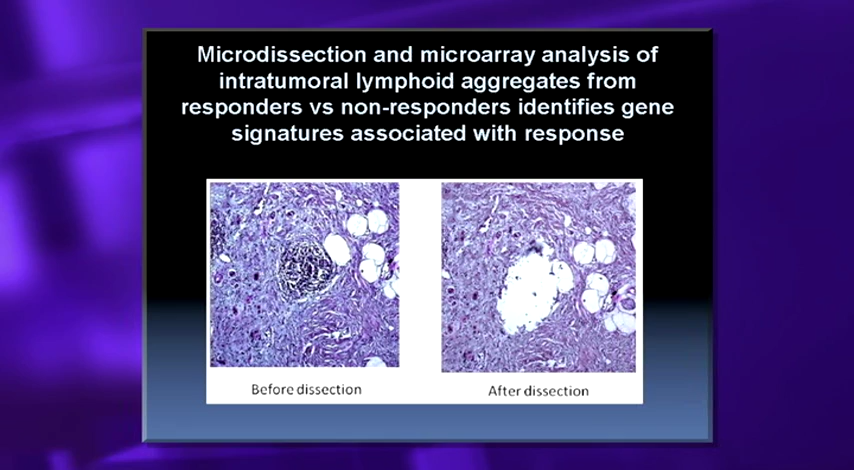 Microdissection and microarray analysis of
intratumoral lymphoid aggregates from
responders vs non-responders identifies gene
signatures associated with response
Before dissection
After dissection